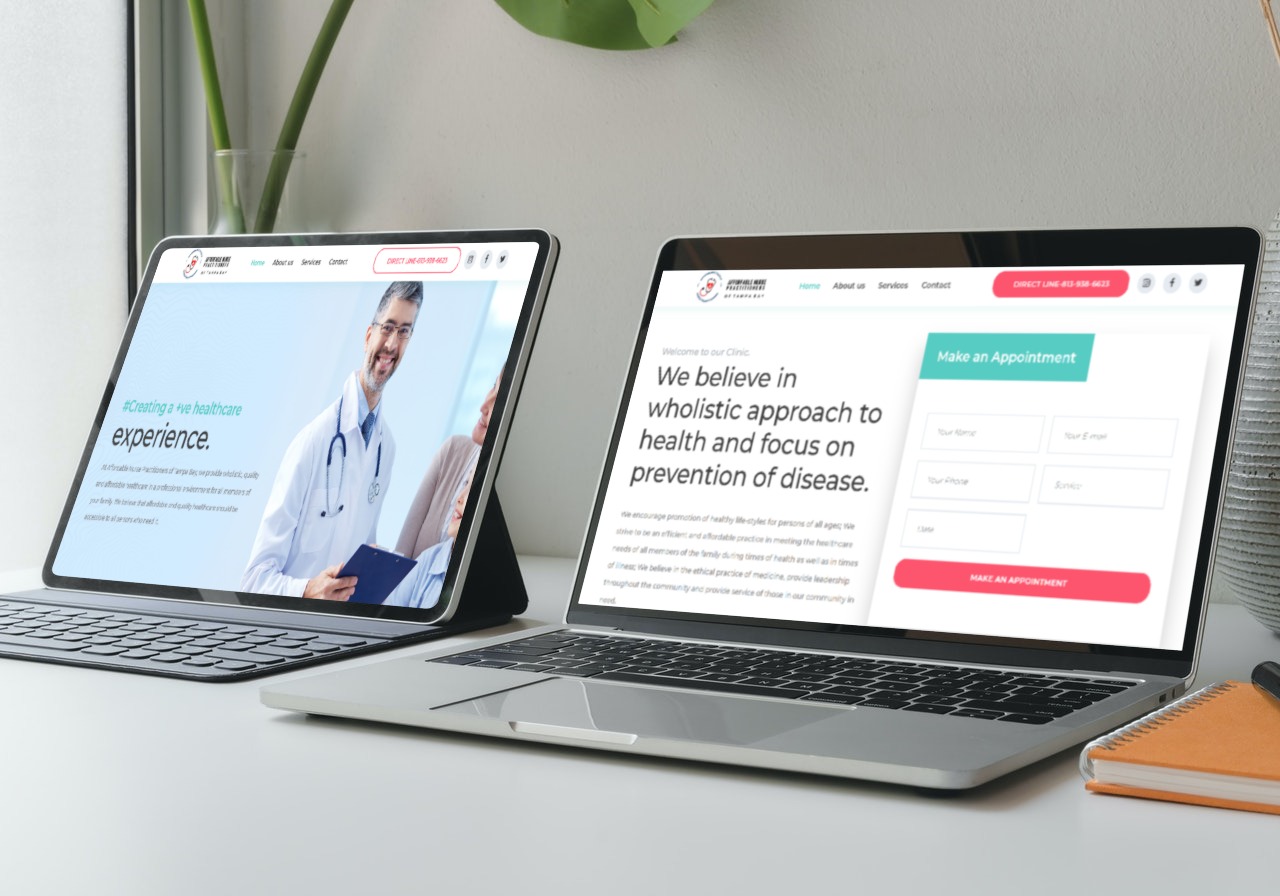 AFFORDABLE NURSE
PRACTITIONERS
OF TAMPA BAY
Home About us Services Contact
DIRECT LINE-813-938-6623
#Creating a +ve healthcare
experience.
At Affordable Nurse Practitioners of Tampa Bay, we provide wholistic, quality
and affordable healthcare in a professional environment for all members of
your family. We believe that affordable and quality healthcare should be
accessible to all persons who need it.
AFFORDABLE NURSE
PRACTITIONERS
OF TAMPA BAY
Home About us Services Contact
DIRECT LINE-813-938-6623
Welcome to our Clinic.
We believe in
wholistic approach to
health and focus on
prevention of disease.
We encourage promotion of healthy life-styles for persons of all ages; We
strive to be an efficient and affordable practice in meeting the healthcare
needs of all members of the family during times of health as well as in times
of illness; We believe in the ethical practice of medicine, provide leadership
throughout the community and provide service of those in our community in
need.
Make an Appointment
Your Name Your E-mail
Your Phone Service
Date
MAKE AN APPOINTMENT